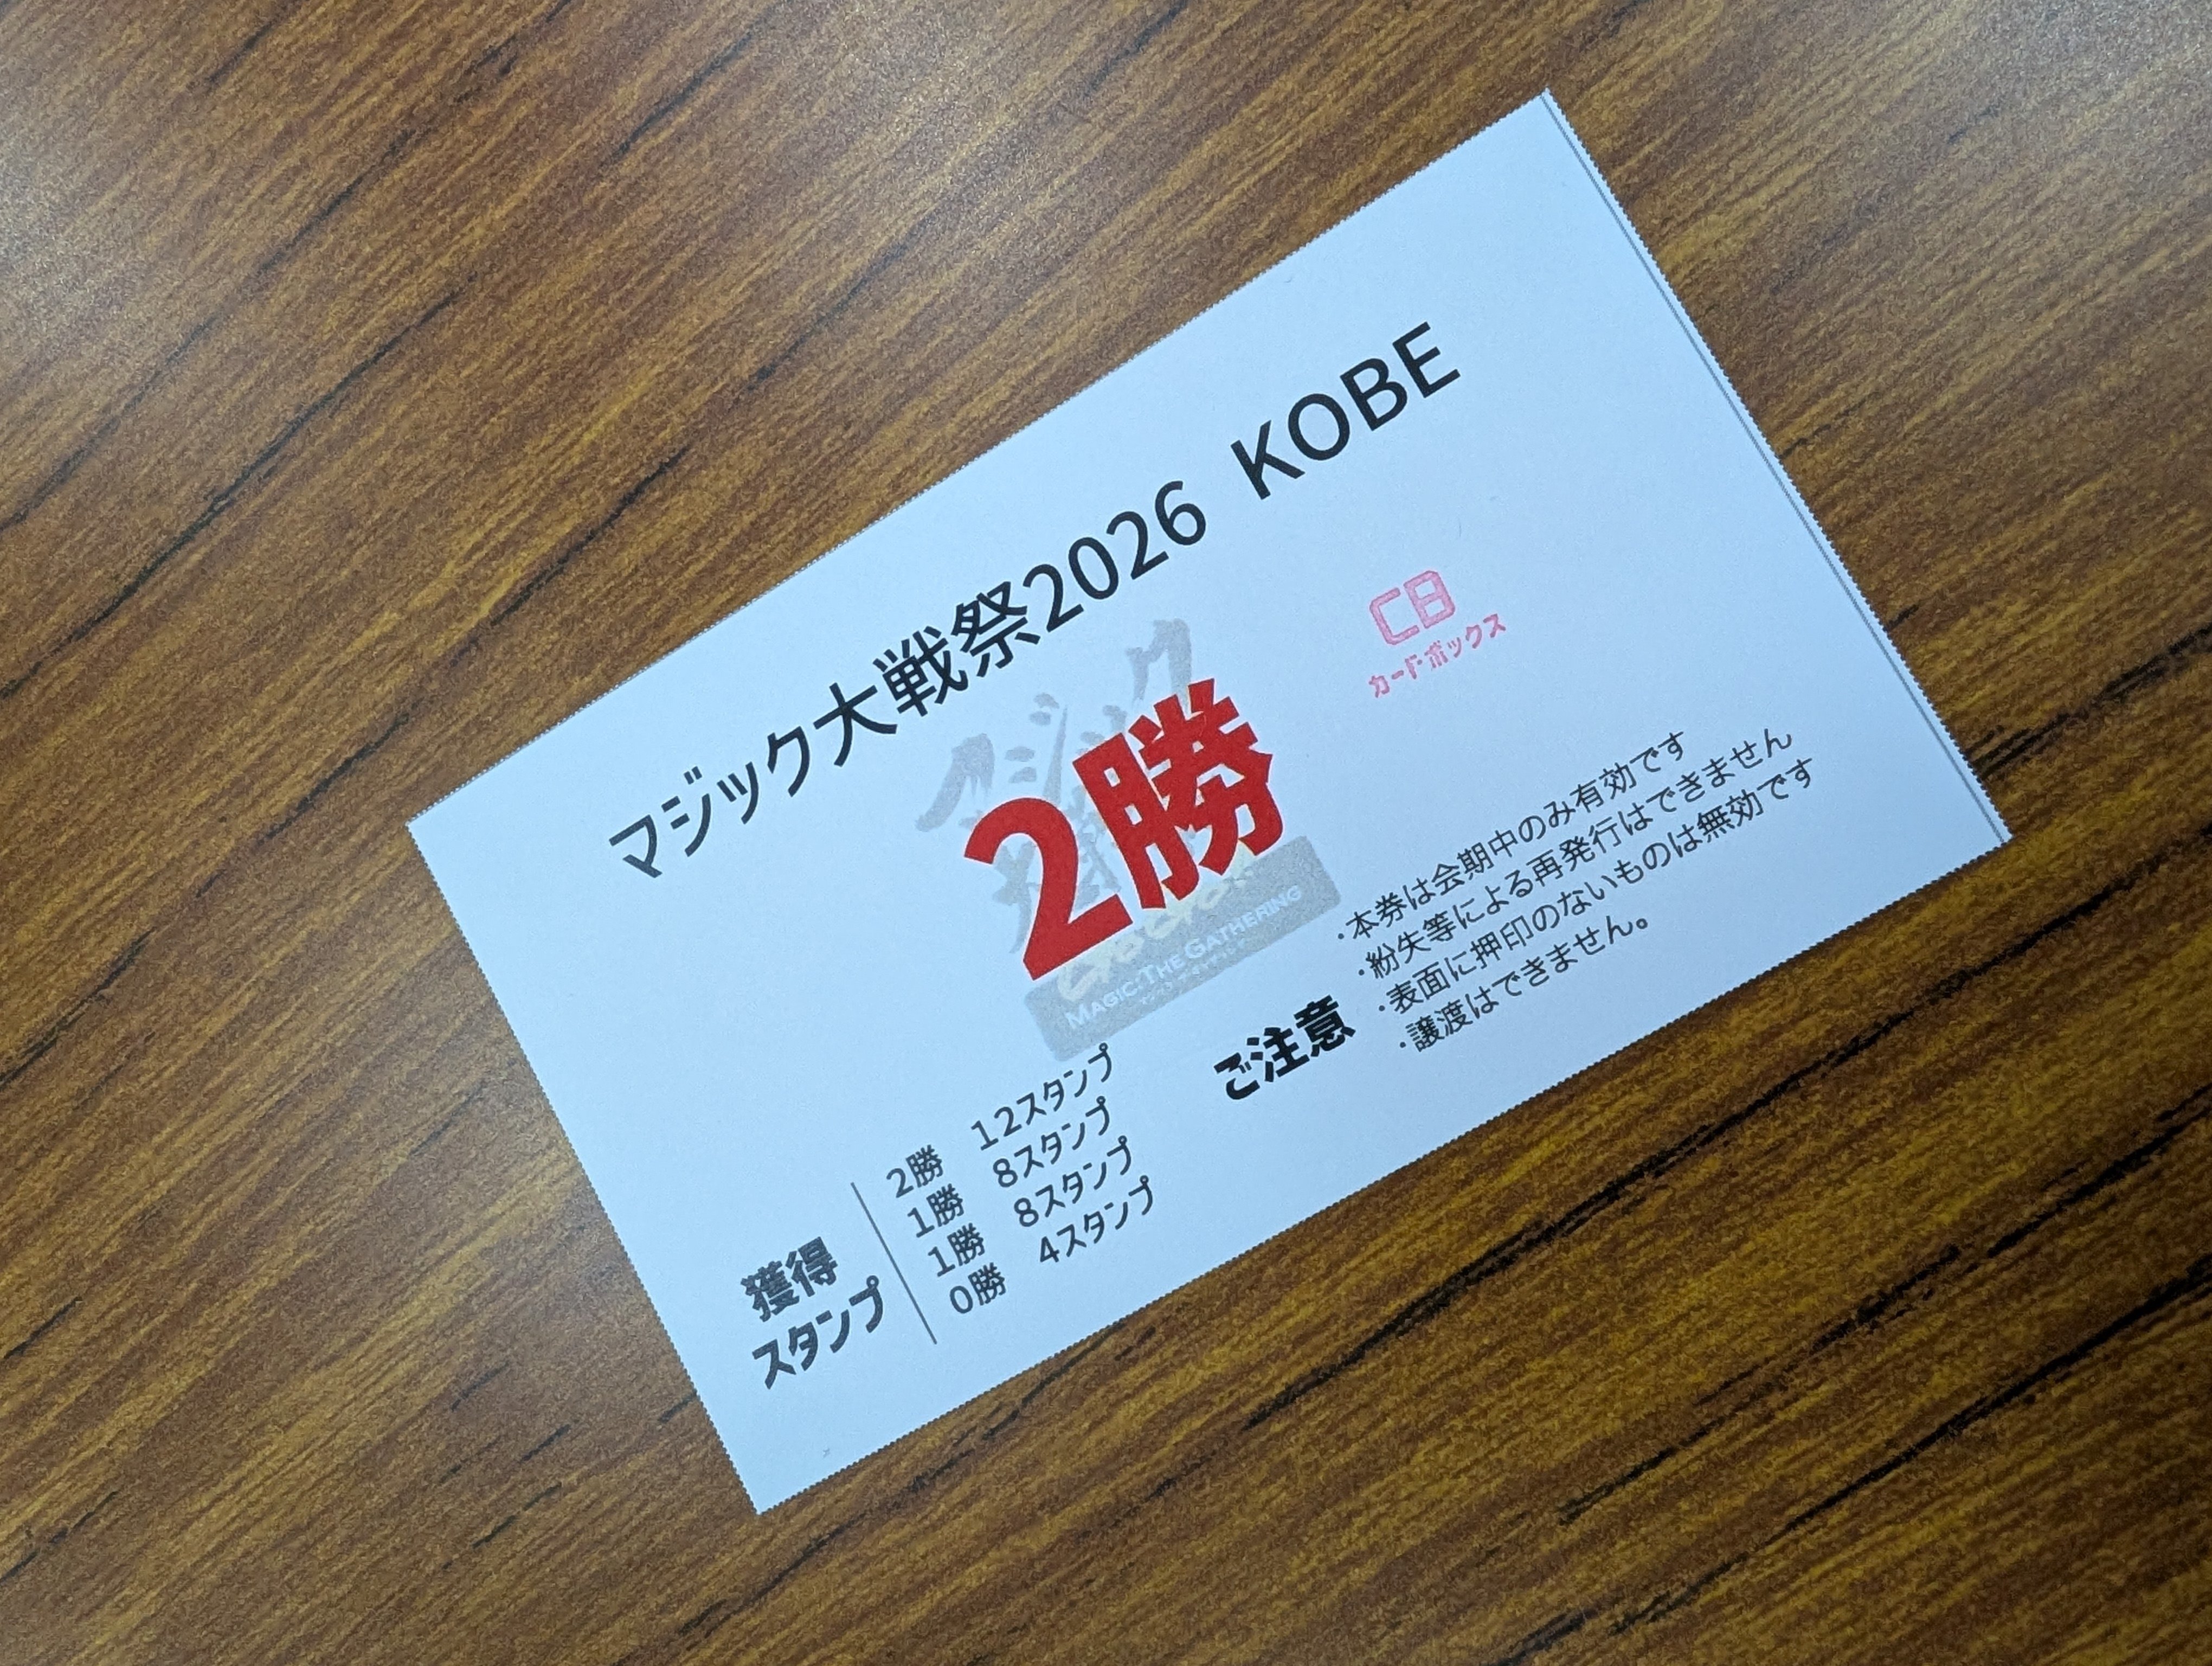 マジック大戦祭2026 KOBE
マジック
2勝
MAGIC: THE GATHERING
CB
カードボックス
獲得
スタンプ
2勝 12スタンプ
1勝 8スタンプ
1勝 8スタンプ
0勝 4スタンプ
ご注意
・本券は会期中のみ有効です
・紛失等による再発行はできません
・表面に押印のないものは無効です
・譲渡はできません。